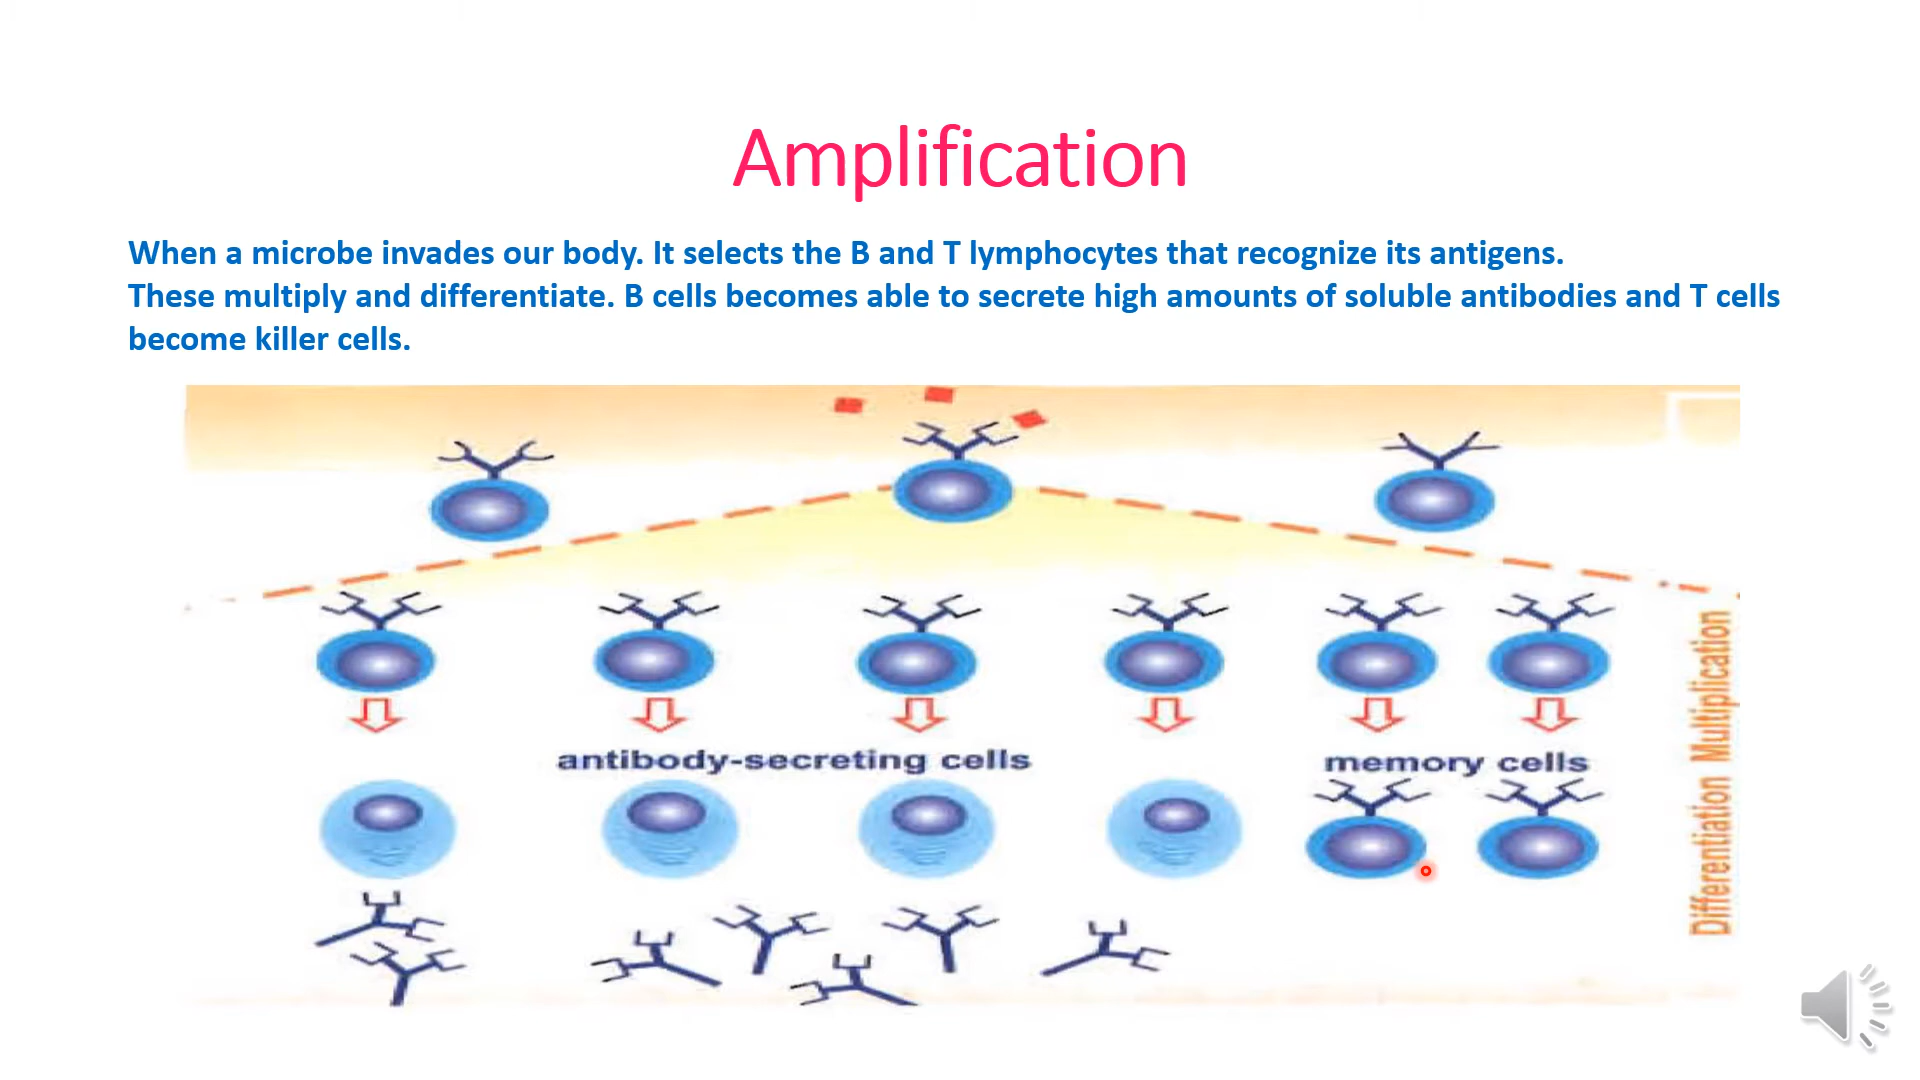 Amplification
When a microbe invades our body. It selects the B and T lymphocytes that recognize its antigens.
These multiply and differentiate. B cells becomes able to secrete high amounts of soluble antibodies and T cells
become killer cells.
antibody-secreting cells
memory cells
Multiplication
Differentiation